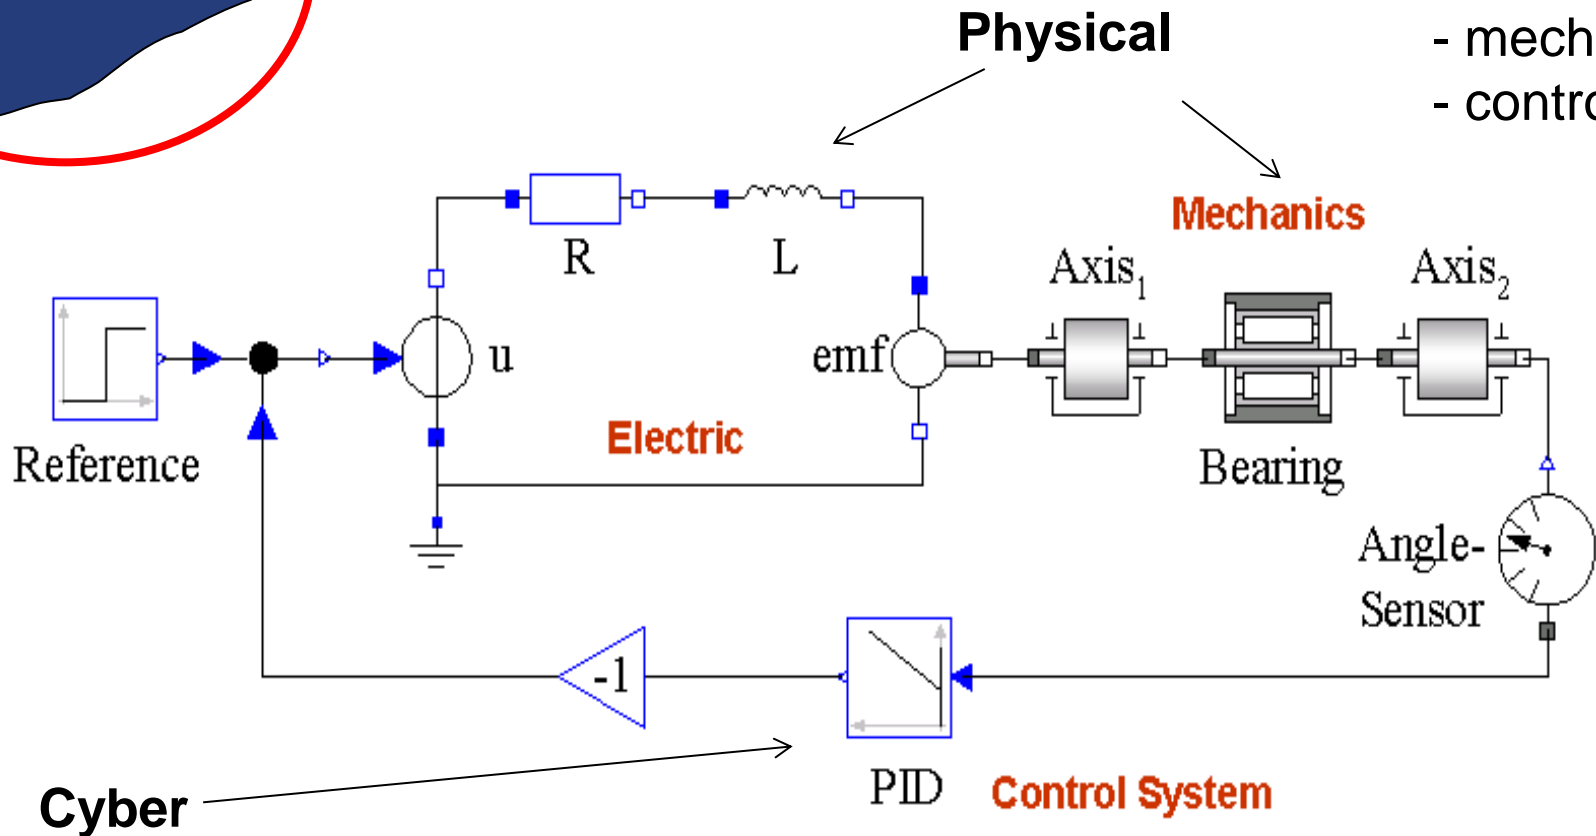 Physical
- mech
- contro
Mechanics
R
L
Axis₁
Axis₂
u
emf
Electric
Reference
Bearing
Angle-
Sensor
-1
PID
Control System
Cyber